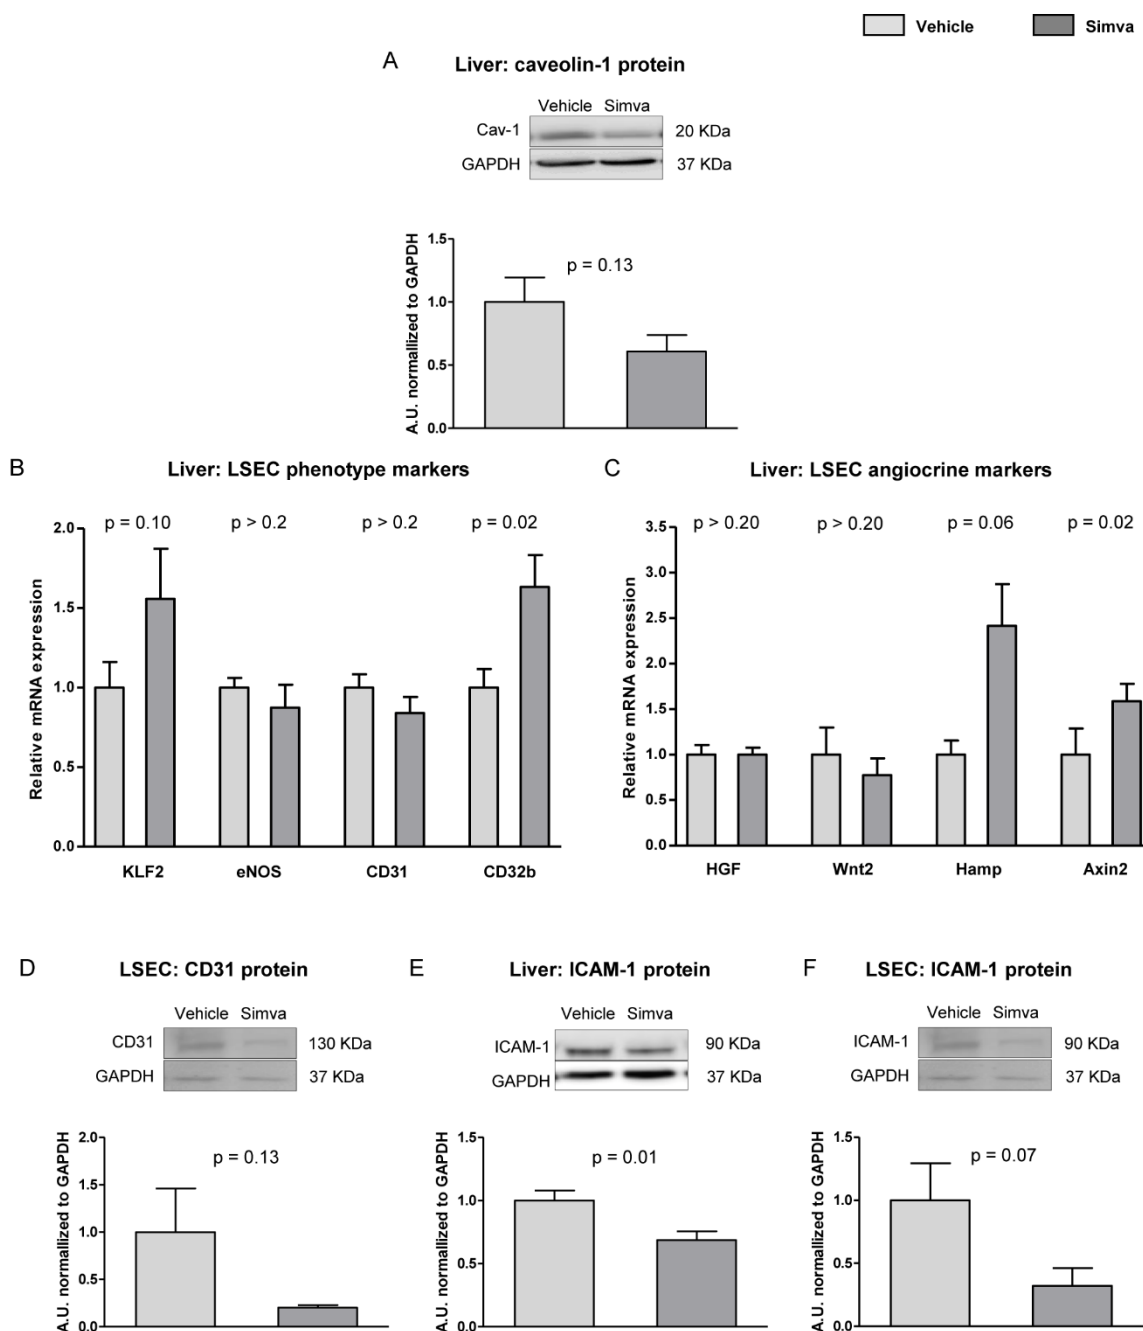 Vehicle Simva
A Liver: caveolin-1 protein
Vehicle Simva
Cav-1 20 KDa
GAPDH 37 KDa
A.U. normallized to GAPDH
1.5
1.0
0.5
0.0
p = 0.13
B Liver: LSEC phenotype markers
Relative mRNA expression
2.0
1.5
1.0
0.5
0.0
p = 0.10 p > 0.2 p > 0.2 p = 0.02
KLF2 eNOS CD31 CD32b
C Liver: LSEC angiocrine markers
Relative mRNA expression
3.5
3.0
2.5
2.0
1.5
1.0
0.5
0.0
p > 0.20 p > 0.20 p = 0.06 p = 0.02
HGF Wnt2 Hamp Axin2
D LSEC: CD31 protein
Vehicle Simva
CD31 130 KDa
GAPDH 37 KDa
A.U. normallized to GAPDH
2.0
1.5
1.0
0.5
0.0
p = 0.13
E Liver: ICAM-1 protein
Vehicle Simva
ICAM-1 90 KDa
GAPDH 37 KDa
A.U. normallized to GAPDH
1.5
1.0
0.5
0.0
p = 0.01
F LSEC: ICAM-1 protein
Vehicle Simva
ICAM-1 90 KDa
GAPDH 37 KDa
A.U. normallized to GAPDH
1.5
1.0
0.5
0.0
p = 0.07